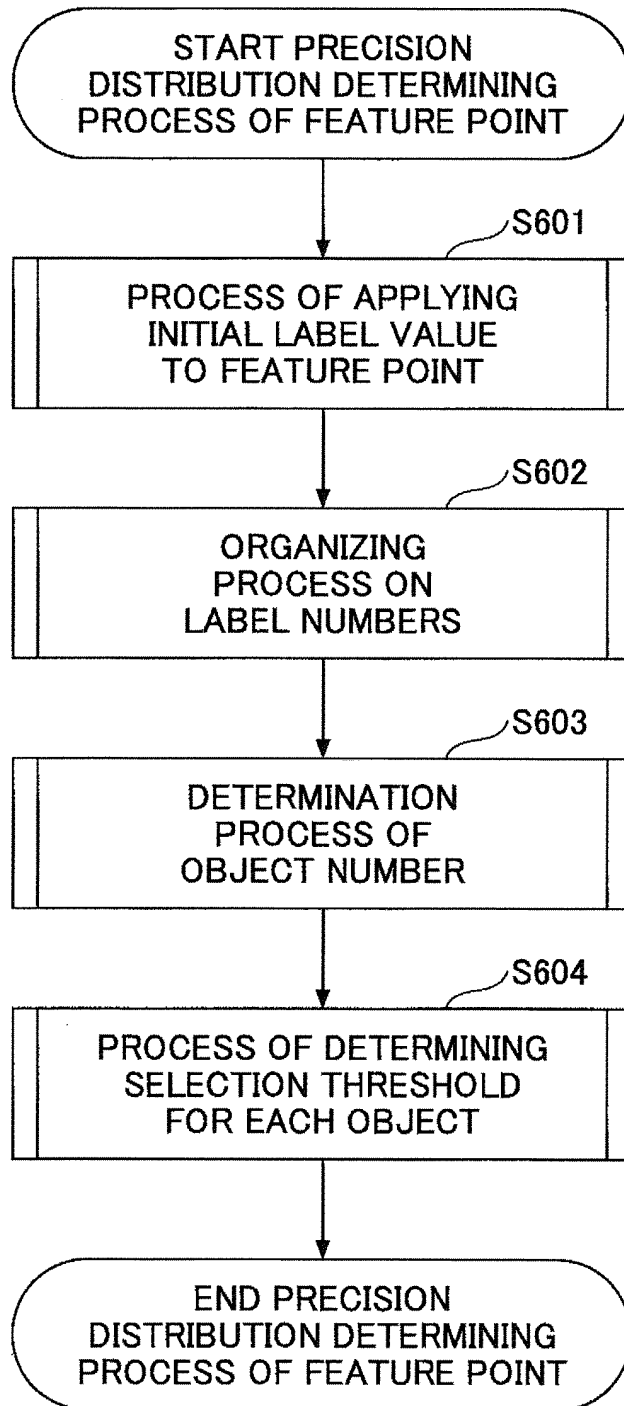 START PRECISION
DISTRIBUTION DETERMINING
PROCESS OF FEATURE POINT
S601
PROCESS OF APPLYING
INITIAL LABEL VALUE
TO FEATURE POINT
S602
ORGANIZING
PROCESS ON
LABEL NUMBERS
S603
DETERMINATION
PROCESS OF
OBJECT NUMBER
S604
PROCESS OF DETERMINING
SELECTION THRESHOLD
FOR EACH OBJECT
END PRECISION
DISTRIBUTION DETERMINING
PROCESS OF FEATURE POINT